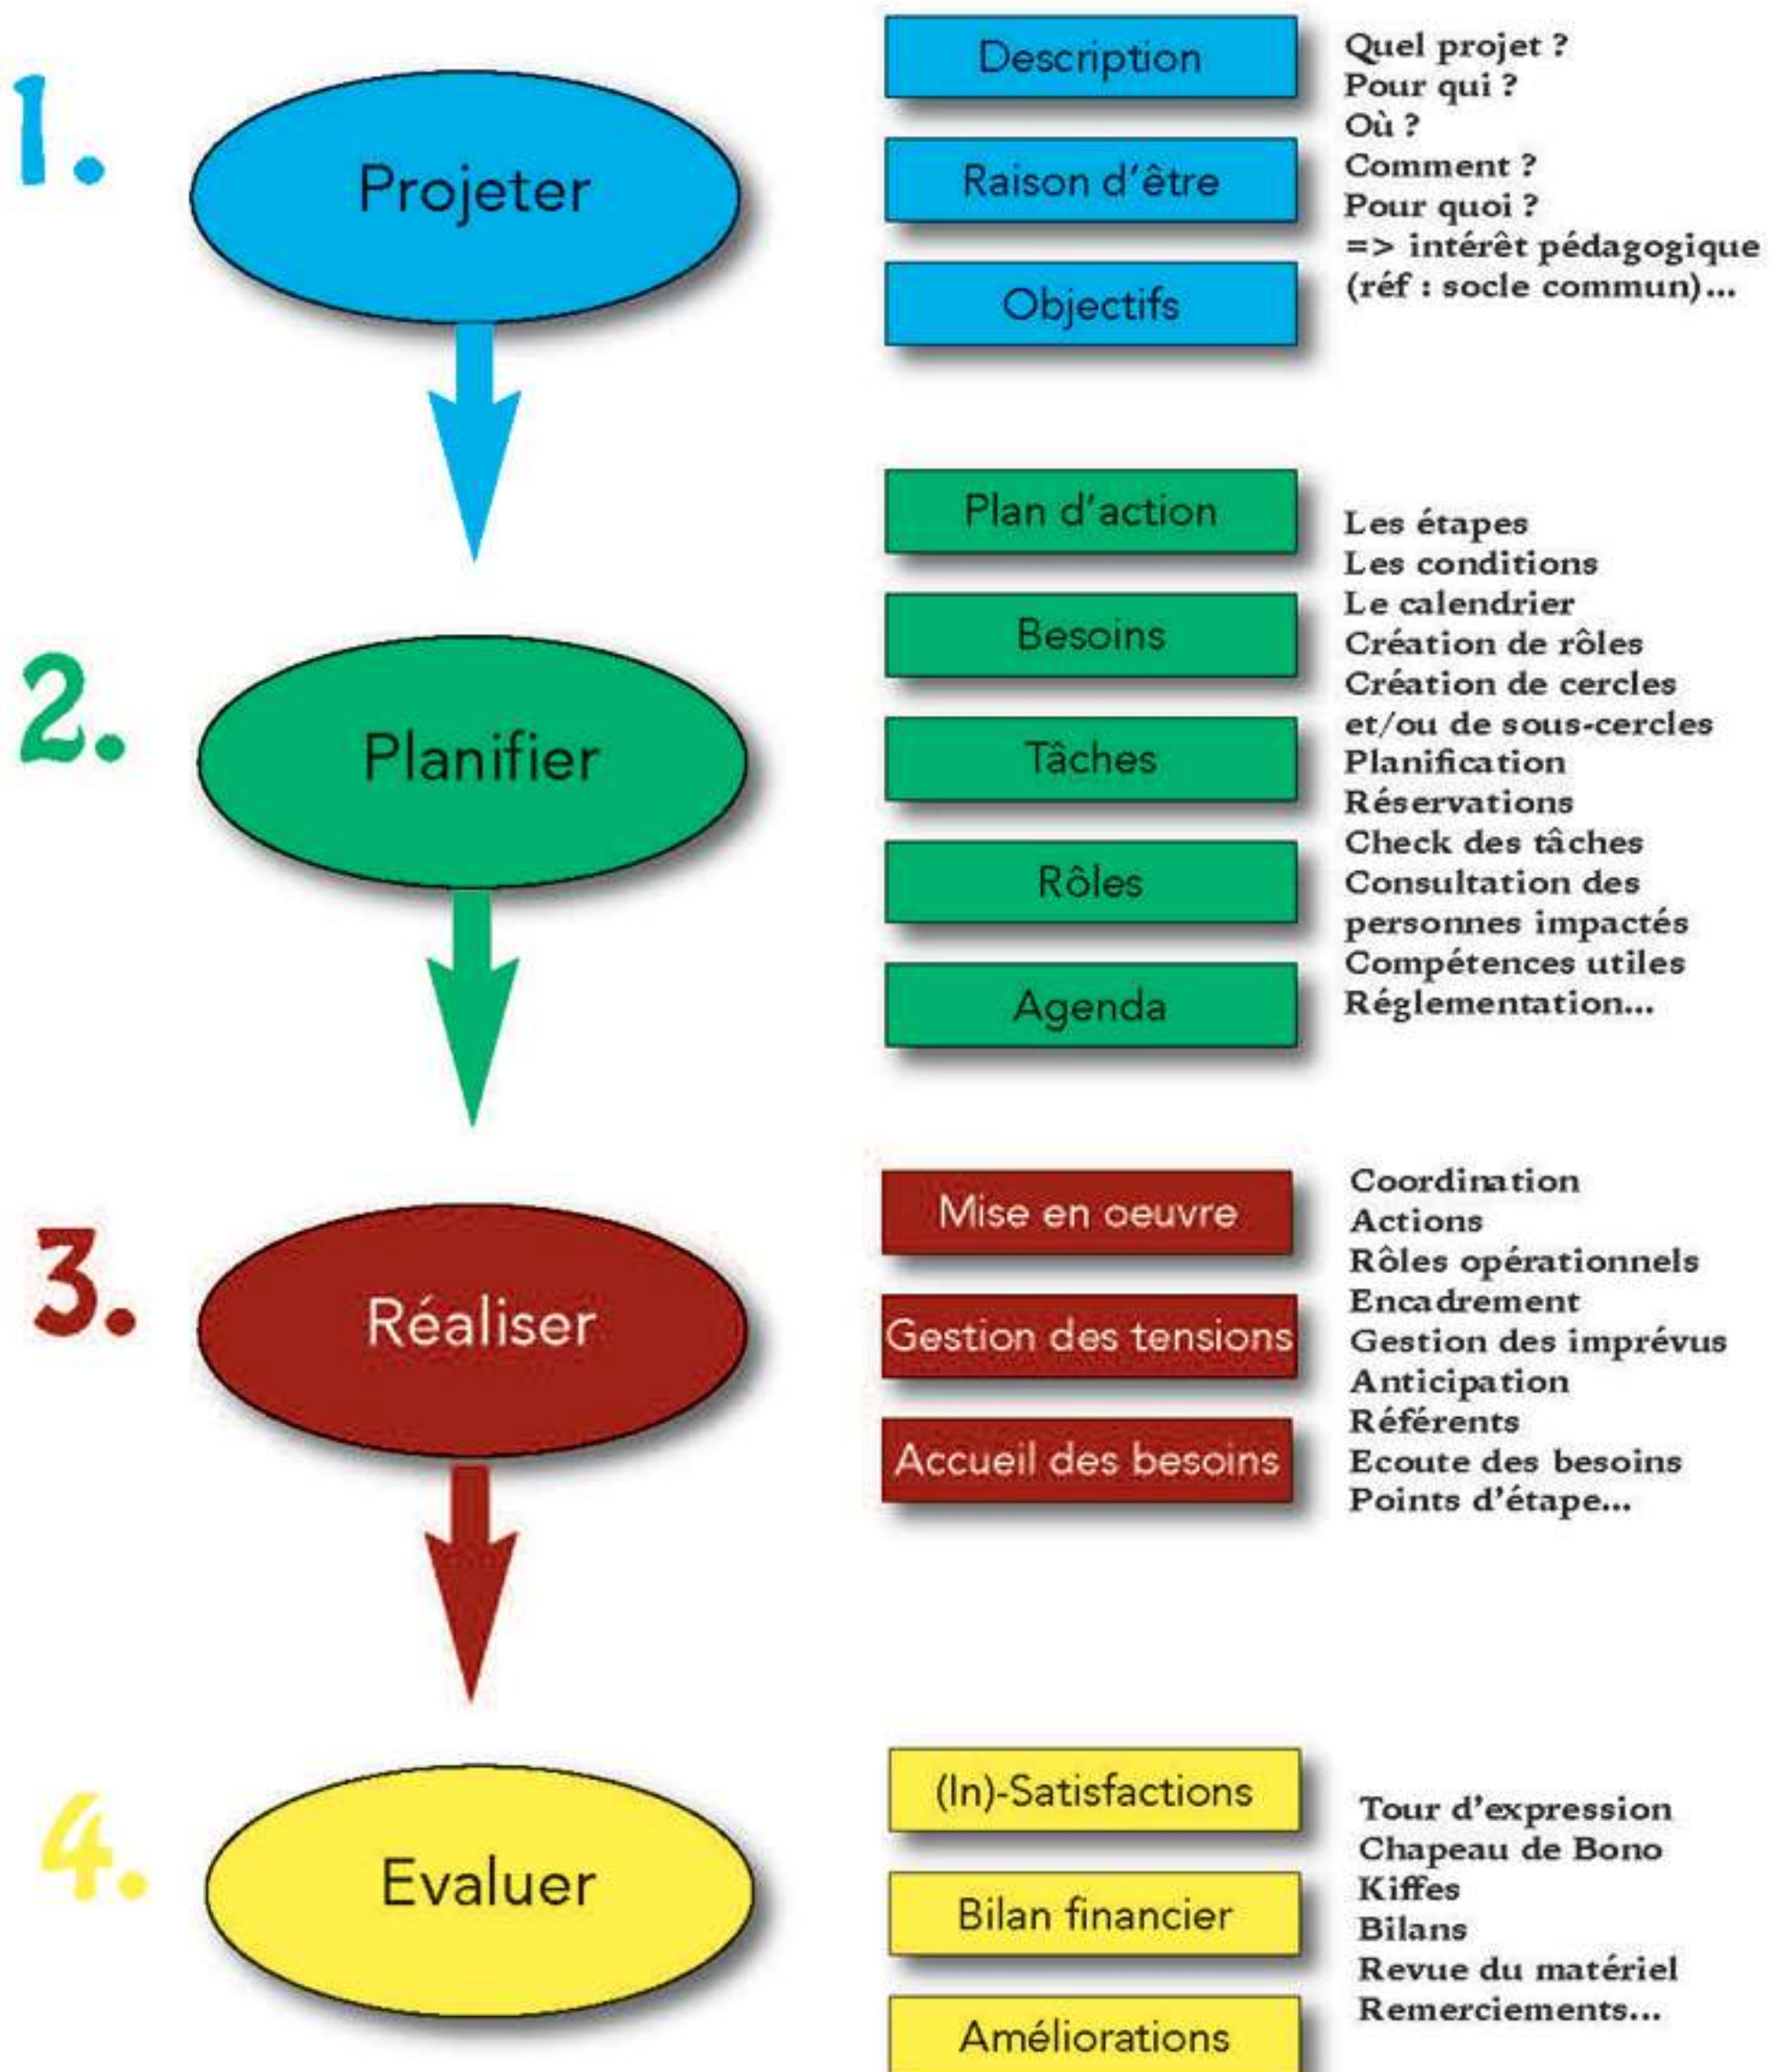 1.
Projeter
Description
Raison d'être
Objectifs
Quel projet ?
Pour qui ?
Où ?
Comment ?
Pour quoi ?
=> intérêt pédagogique
(réf : socle commun)...
2.
Planifier
Plan d'action
Besoins
Tâches
Rôles
Agenda
Les étapes
Les conditions
Le calendrier
Création de rôles
Création de cercles
et/ou de sous-cercles
Planification
Réservations
Check des tâches
Consultation des
personnes impactés
Compétences utiles
Réglementation...
3.
Réaliser
Mise en oeuvre
Gestion des tensions
Accueil des besoins
Coordination
Actions
Rôles opérationnels
Encadrement
Gestion des imprévus
Anticipation
Référents
Ecoute des besoins
Points d'étape...
4.
Evaluer
(In)-Satisfactions
Bilan financier
Améliorations
Tour d'expression
Chapeau de Bono
Kiffes
Bilans
Revue du matériel
Remerciements...